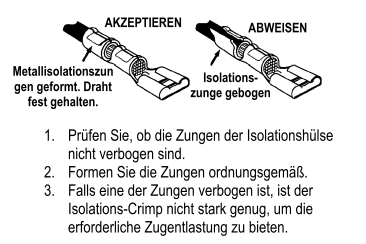 AKZEPTIEREN
ABWEISEN
Metallisolationszun
gen geformt. Draht
fest gehalten.
Isolations-
zunge gebogen
1. Prüfen Sie, ob die Zungen der Isolationshülse
nicht verbogen sind.
2. Formen Sie die Zungen ordnungsgemäß.
3. Falls eine der Zungen verbogen ist, ist der
Isolations-Crimp nicht stark genug, um die
erforderliche Zugentlastung zu bieten.